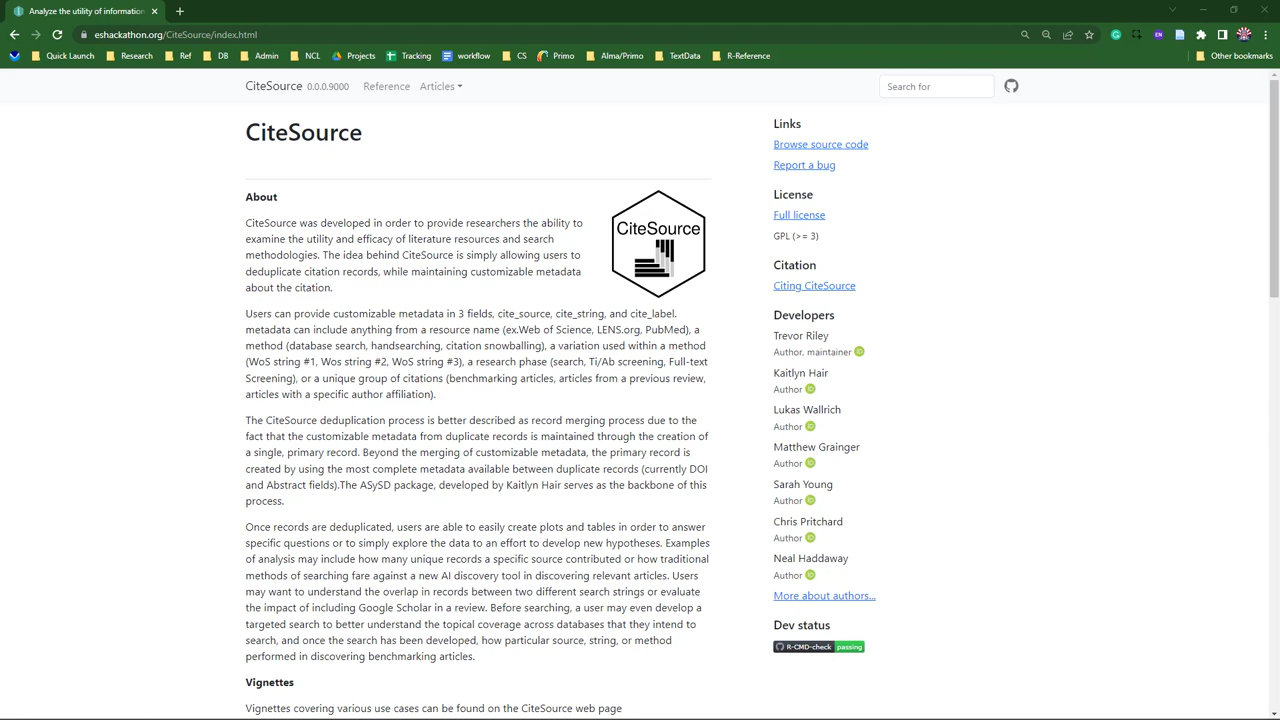 Analyze the utility of information
eshackathon.org/CiteSource/index.html
Quick Launch
Research
Ref
DB
Admin
NCL
Projects
Tracking
workflow
CS
Primo
Alma/Primo
TextData
R-Reference
Other bookmarks
CiteSource 0.0.0.9000 Reference Articles
Search for
CiteSource
About
CiteSource
CiteSource was developed in order to provide researchers the ability to
examine the utility and efficacy of literature resources and search
methodologies. The idea behind CiteSource is simply allowing users to
deduplicate citation records, while maintaining customizable metadata
about the citation.
Users can provide customizable metadata in 3 fields, cite_source, cite_string, and cite_label.
metadata can include anything from a resource name (ex.Web of Science, LENS.org, PubMed), a
method (database search, handsearching, citation snowballing), a variation used within a method
(WoS string #1, Wos string #2, WoS string #3), a research phase (search, Ti/Ab screening, Full-text
Screening), or a unique group of citations (benchmarking articles, articles from a previous review,
articles with a specific author affiliation).
The CiteSource deduplication process is better described as record merging process due to the
fact that the customizable metadata from duplicate records is maintained through the creation of
a single, primary record. Beyond the merging of customizable metadata, the primary record is
created by using the most complete metadata available between duplicate records (currently DOI
and Abstract fields).The ASySD package, developed by Kaitlyn Hair serves as the backbone of this
process.
Once records are deduplicated, users are able to easily create plots and tables in order to answer
specific questions or to simply explore the data to an effort to develop new hypotheses. Examples
of analysis may include how many unique records a specific source contributed or how traditional
methods of searching fare against a new AI discovery tool in discovering relevant articles. Users
may want to understand the overlap in records between two different search strings or evaluate
the impact of including Google Scholar in a review. Before searching, a user may even develop a
targeted search to better understand the topical coverage across databases that they intend to
search, and once the search has been developed, how particular source, string, or method
performed in discovering benchmarking articles.
Vignettes
Vignettes covering various use cases can be found on the CiteSource web page
Links
Browse source code
Report a bug
License
Full license
GPL (>= 3)
Citation
Citing CiteSource
Developers
Trevor Riley
Author, maintainer iD
Kaitlyn Hair
Author iD
Lukas Wallrich
Author iD
Matthew Grainger
Author iD
Sarah Young
Author iD
Chris Pritchard
Author iD
Neal Haddaway
Author iD
More about authors...
Dev status
R-CMD-check passing